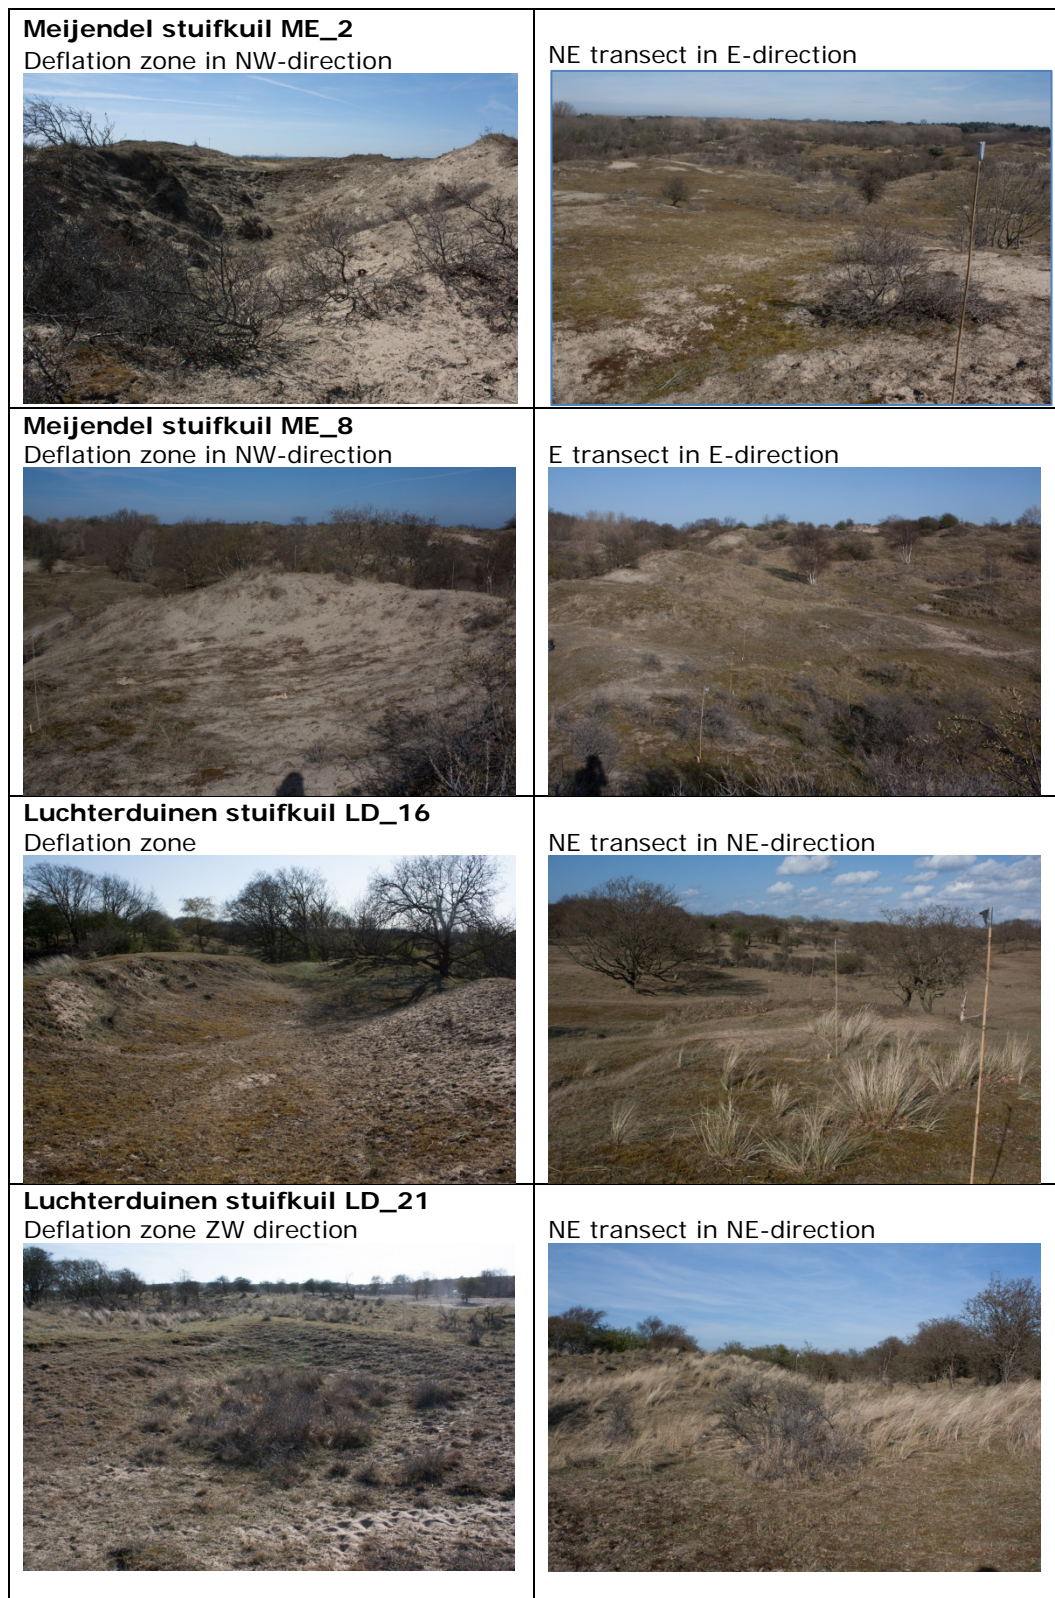 Meijendel stuifkuil ME_2
Deflation zone in NW-direction
NE transect in E-direction
Meijendel stuifkuil ME_8
Deflation zone in NW-direction
E transect in E-direction
Luchterduinen stuifkuil LD_16
Deflation zone
NE transect in NE-direction
Luchterduinen stuifkuil LD_21
Deflation zone ZW direction
NE transect in NE-direction